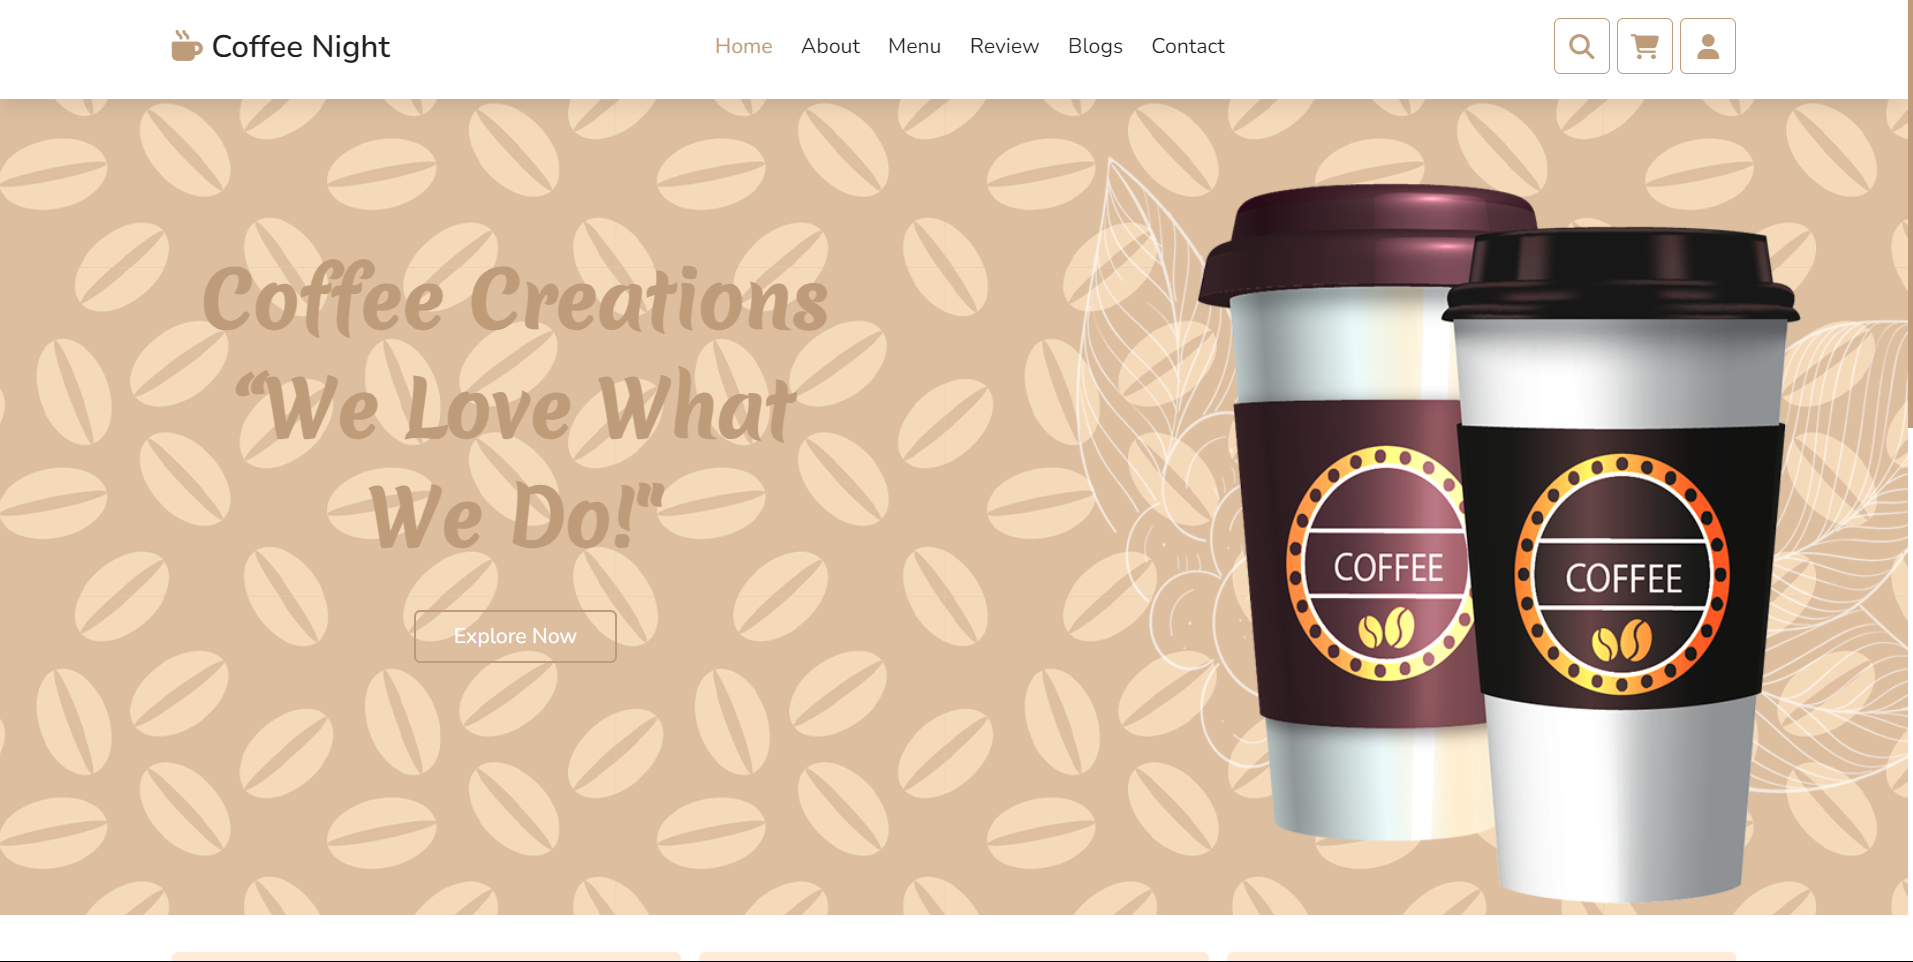 Coffee Night
Home About Menu Review Blogs Contact
Coffee Creations
“We Love What
We Do!“
Explore Now
COFFEE
COFFEE